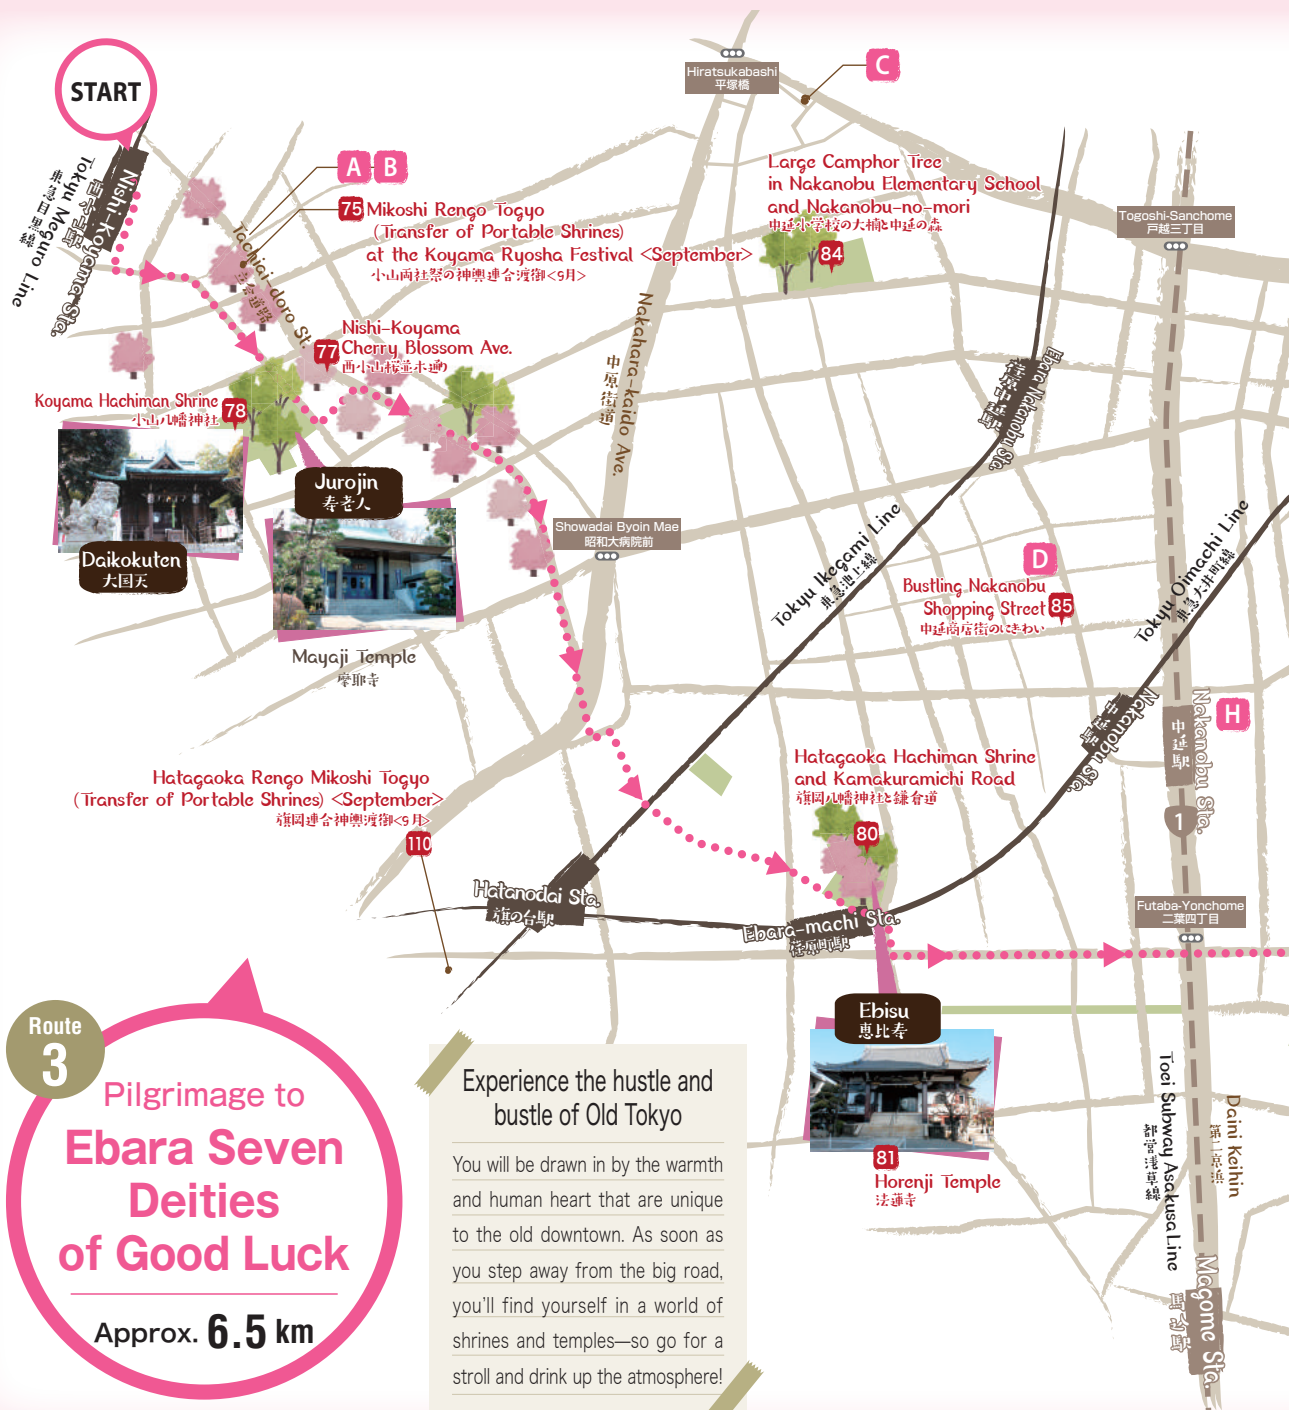 START
Nishi-Koyama Sta.
西小山駅
Tokyu Meguro Line
東急目黒線
A B
75 Mikoshi Rengo Togyo
(Transfer of Portable Shrines)
at the Koyama Ryosha Festival <September>
小山両社祭の神輿連合渡御<9月>
Tachiai-doro St.
立会道路
Hiratsukabashi
平塚橋
C
Large Camphor Tree
in Nakanobu Elementary School
and Nakanobu-no-mori
中延小学校の大楠と中延の森
84
Togoshi-Sanchome
戸越三丁目
77 Nishi-Koyama
Cherry Blossom Ave.
西小山桜並木通り
Nakahara-kaido Ave.
中原街道
Ebara Nakanobu Sta.
荏原中延駅
Koyama Hachiman Shrine 78
小山八幡神社
Daikokuten
大国天
Jurojin
寿老人
Mayaji Temple
摩耶寺
Showadai Byoin Mae
昭和大病院前
Tokyu Ikegami Line
東急池上線
D
Bustling Nakanobu
Shopping Street 85
中延商店街のにぎわい
Tokyu Oimachi Line
東急大井町線
Nakanobu Sta.
中延駅
Nakanobu Sta.
中延駅
H
1
Hatagaoka Rengo Mikoshi Togyo
(Transfer of Portable Shrines) <September>
旗岡連合神輿渡御<9月>
110
Hatagaoka Hachiman Shrine
and Kamakuramichi Road
旗岡八幡神社と鎌倉道
80
Hatanodai Sta.
旗の台駅
Ebara-machi Sta.
荏原町駅
Futaba-Yonchome
二葉四丁目
Ebisu
恵比寿
81
Horenji Temple
法蓮寺
Toei Subway Asakusa Line
都営浅草線
Daini Keihin
第二京浜
Magome Sta.
馬込駅
Route
3
Pilgrimage to
Ebara Seven
Deities
of Good Luck
Approx. 6.5 km
Experience the hustle and
bustle of Old Tokyo
You will be drawn in by the warmth
and human heart that are unique
to the old downtown. As soon as
you step away from the big road,
you'll find yourself in a world of
shrines and temples—so go for a
stroll and drink up the atmosphere!